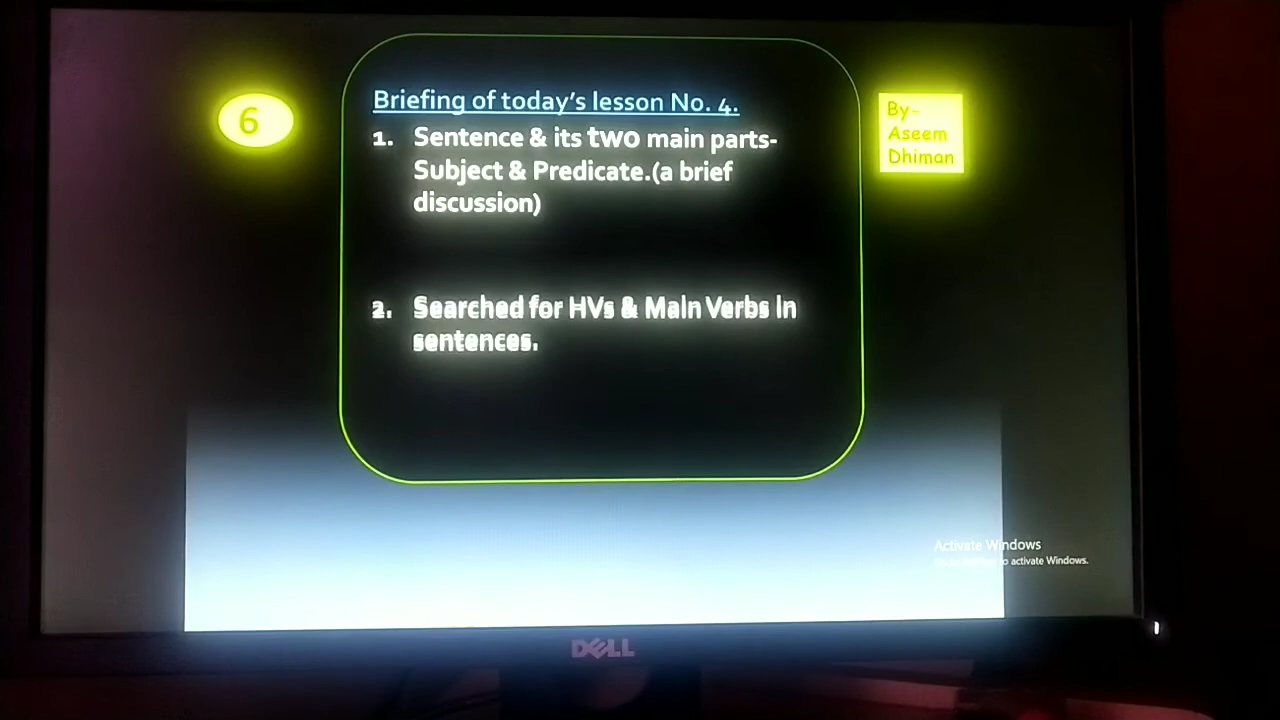 6
Briefing of today's lesson No. 4.
1. Sentence & its two main parts-
Subject & Predicate.(a brief
discussion)
2. Searched for HVs & Main Verbs in
sentences.
By-
Aseem
Dhiman
Activate Windows
to activate Windows.
DELL